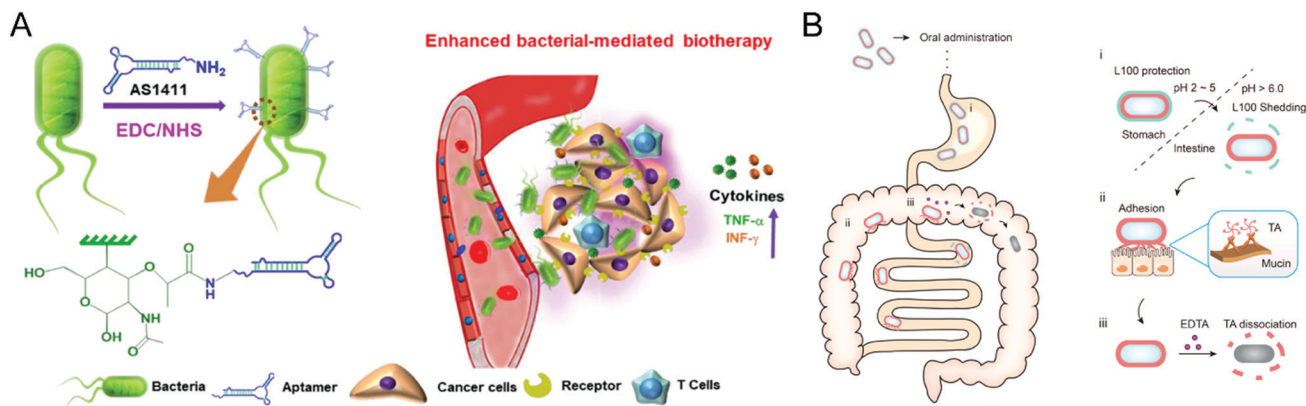 A
AS1411
NH₂
EDC/NHS
HO
O
O
O
N
H
OH
NH
O
Enhanced bacterial-mediated biotherapy
Cytokines
TNF-α
INF-γ
Bacteria
Aptamer
Cancer cells
Receptor
T Cells
B
Oral administration
i
ii
iii
i
L100 protection
pH 2 ~ 5
pH > 6.0
L100 Shedding
Stomach
Intestine
ii
Adhesion
TA
Mucin
iii
EDTA
TA dissociation